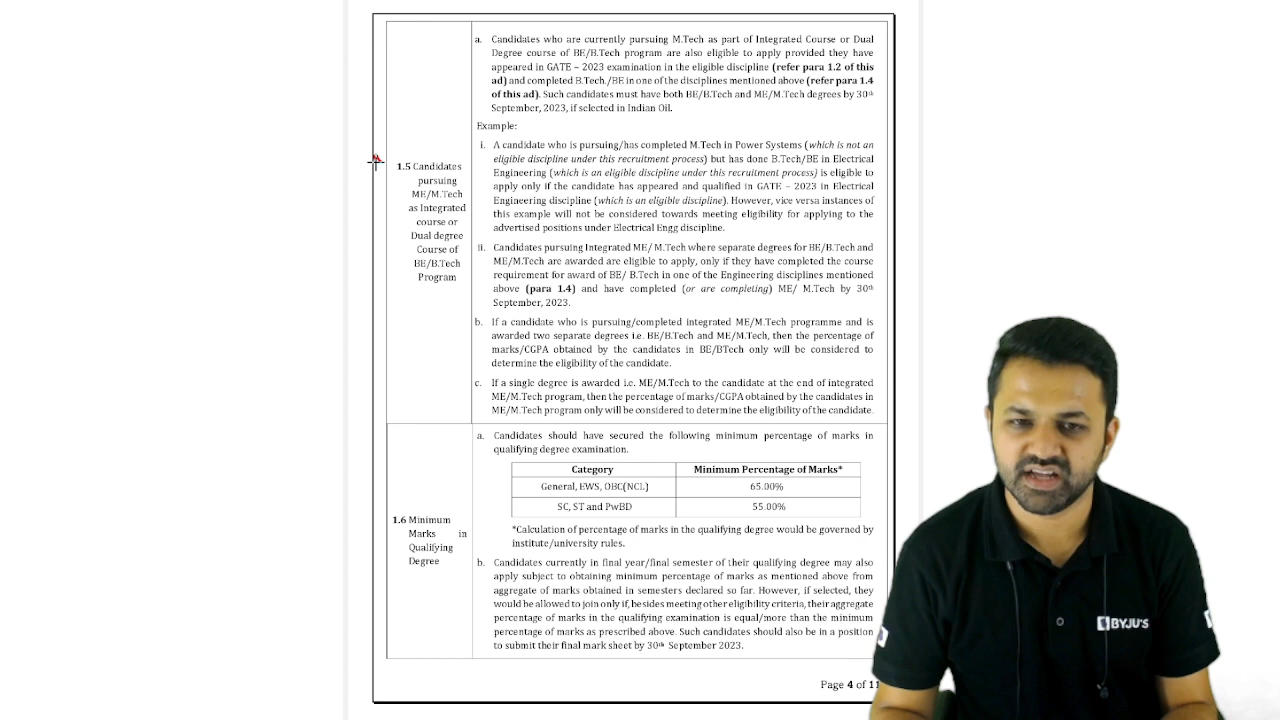 a. Candidates who are currently pursuing M.Tech as part of Integrated Course or Dual
Degree course of BE/B.Tech program are also eligible to apply provided they have
appeared in GATE – 2023 examination in the eligible discipline (refer para 1.2 of this
ad) and completed B.Tech./BE in one of the disciplines mentioned above (refer para 1.4
of this ad). Such candidates must have both BE/B.Tech and ME/M.Tech degrees by 30th
September, 2023, if selected in Indian Oil.
Example:
i. A candidate who is pursuing/has completed M.Tech in Power Systems (which is not an
eligible discipline under this recruitment process) but has done B.Tech/BE in Electrical
Engineering (which is an eligible discipline under this recruitment process) is eligible to
apply only if the candidate has appeared and qualified in GATE – 2023 in Electrical
Engineering discipline (which is an eligible discipline). However, vice versa instances of
this example will not be considered towards meeting eligibility for applying to the
advertised positions under Electrical Engg discipline.
1.5 Candidates
pursuing
ME/M.Tech
as Integrated
course or
Dual degree
Course of
BE/B.Tech
Program
ii. Candidates pursuing Integrated ME/ M.Tech where separate degrees for BE/B.Tech and
ME/M.Tech are awarded are eligible to apply, only if they have completed the course
requirement for award of BE/ B.Tech in one of the Engineering disciplines mentioned
above (para 1.4) and have completed (or are completing) ME/ M.Tech by 30th
September, 2023.
b. If a candidate who is pursuing/completed integrated ME/M.Tech programme and is
awarded two separate degrees i.e. BE/B.Tech and ME/M.Tech, then the percentage of
marks/CGPA obtained by the candidates in BE/BTech only will be considered to
determine the eligibility of the candidate.
c. If a single degree is awarded i.e. ME/M.Tech to the candidate at the end of integrated
ME/M.Tech program, then the percentage of marks/CGPA obtained by the candidates in
ME/M.Tech program only will be considered to determine the eligibility of the candidate.
a. Candidates should have secured the following minimum percentage of marks in
qualifying degree examination.
Category Minimum Percentage of Marks*
General, EWS, OBC(NCL) 65.00%
SC, ST and PwBD 55.00%
*Calculation of percentage of marks in the qualifying degree would be governed by
institute/university rules.
1.6 Minimum
Marks in
Qualifying
Degree
b. Candidates currently in final year/final semester of their qualifying degree may also
apply subject to obtaining minimum percentage of marks as mentioned above from
aggregate of marks obtained in semesters declared so far. However, if selected, they
would be allowed to join only if, besides meeting other eligibility criteria, their aggregate
percentage of marks in the qualifying examination is equal/more than the minimum
percentage of marks as prescribed above. Such candidates should also be in a position
to submit their final mark sheet by 30th September 2023.
Page 4 of 11
BYJU'S